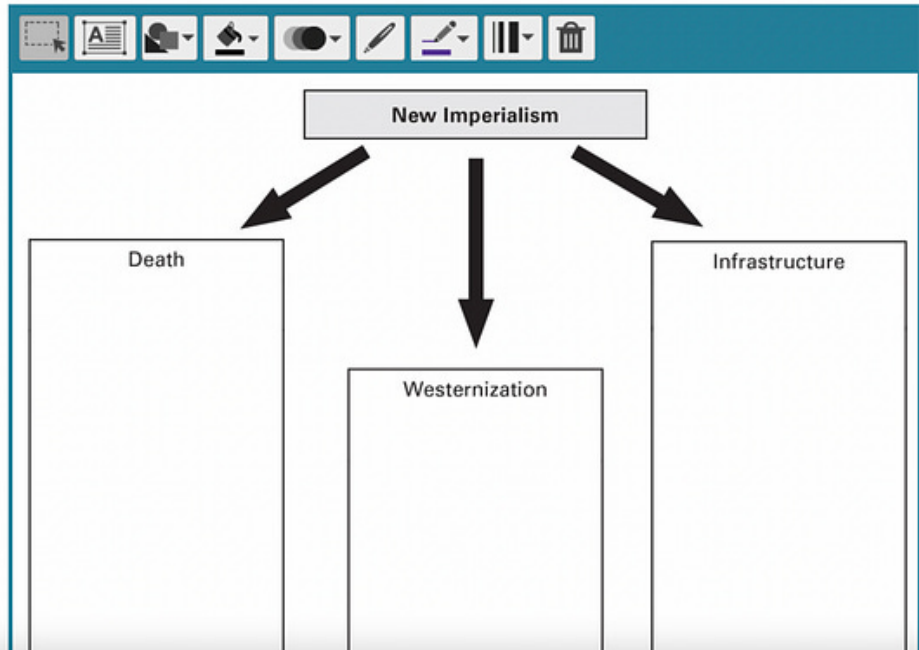 A
New Imperialism
Death
Infrastructure
Westernization